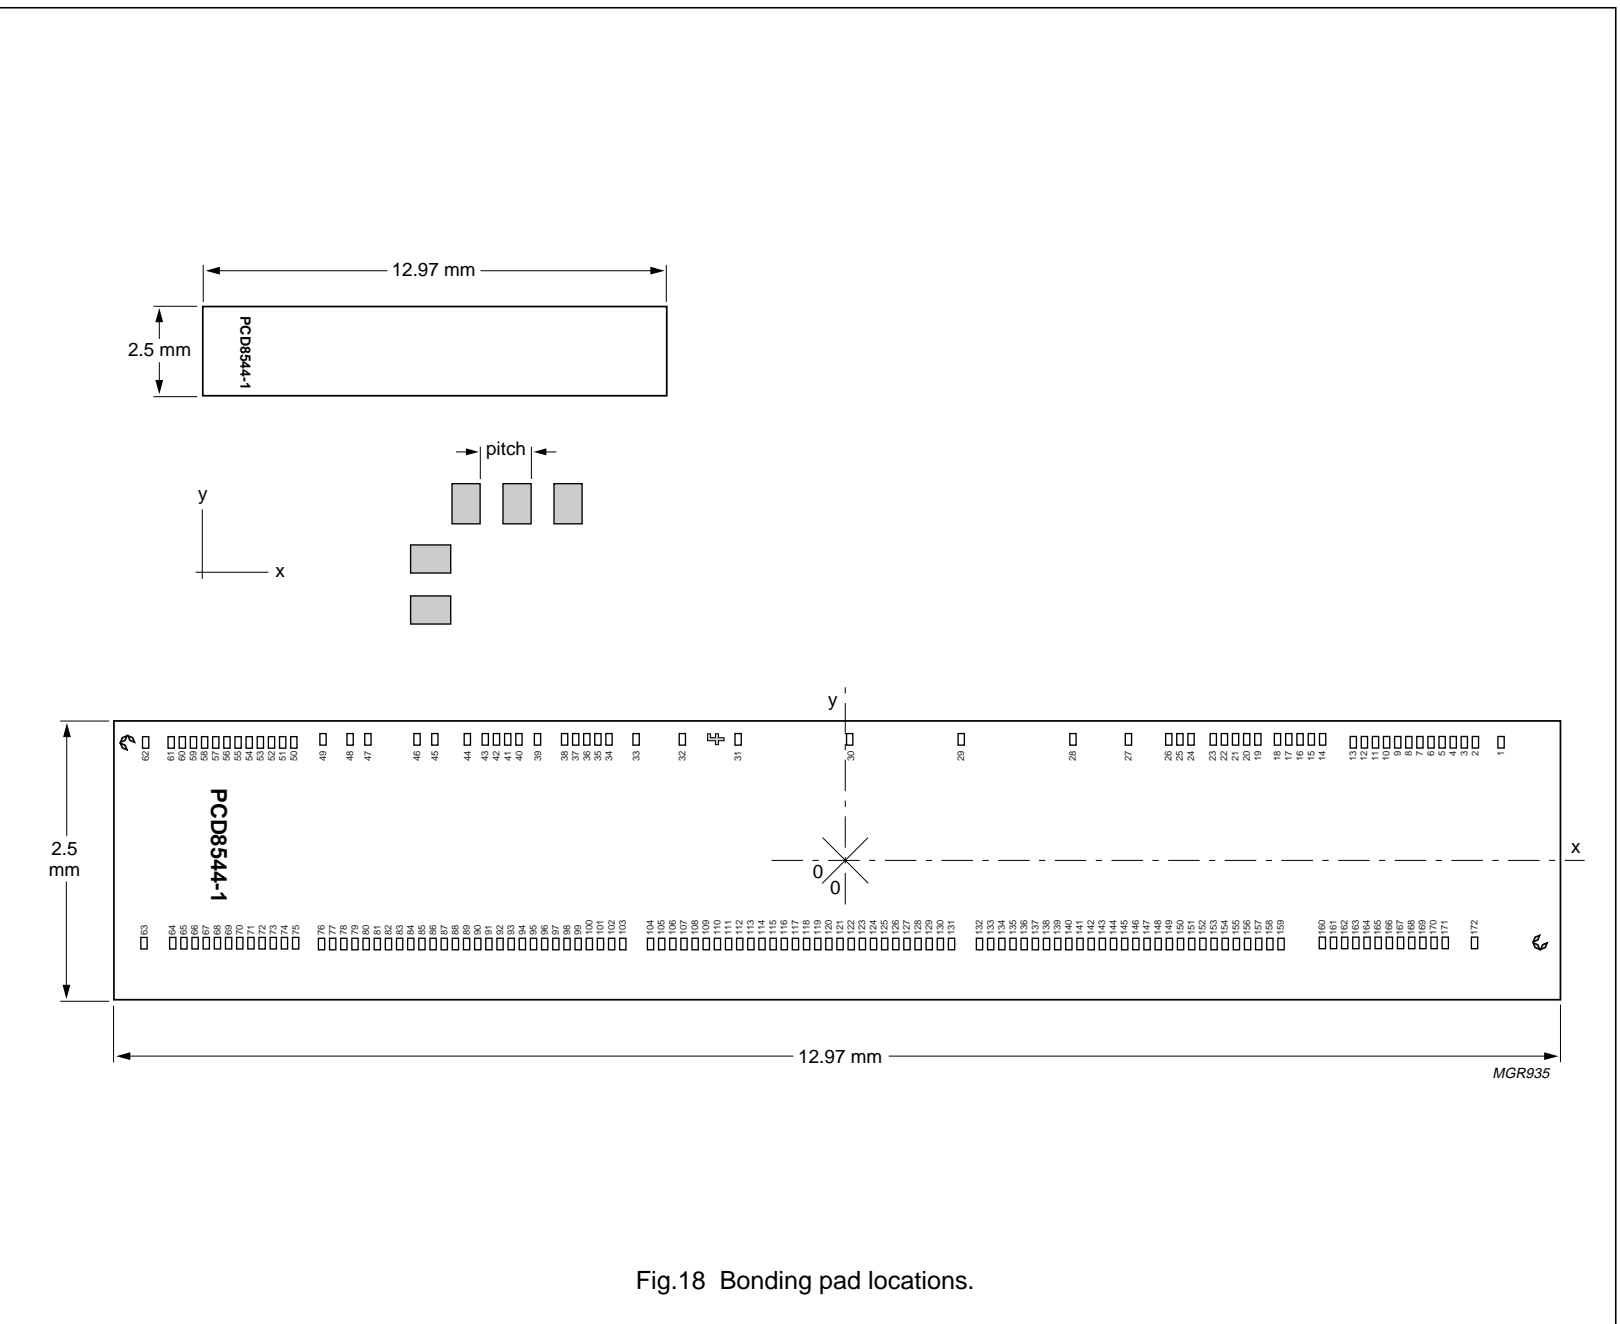 12.97 mm
2.5 mm
PCD8544-1
pitch
y
x
y
62 61 60 59 58 57 56 55 54 53 52 51 50 49 48 47 46 45 44 43 42 41 40 39 38 37 36 35 34 33 32 31 30 29 28 27 26 25 24 23 22 21 20 19 18 17 16 15 14 13 12 11 10 9 8 7 6 5 4 3 2 1
PCD8544-1
2.5
mm
x
0
0
63 64 65 66 67 68 69 70 71 72 73 74 75 76 77 78 79 80 81 82 83 84 85 86 87 88 89 90 91 92 93 94 95 96 97 98 99 100 101 102 103 104 105 106 107 108 109 110 111 112 113 114 115 116 117 118 119 120 121 122 123 124 125 126 127 128 129 130 131 132 133 134 135 136 137 138 139 140 141 142 143 144 145 146 147 148 149 150 151 152 153 154 155 156 157 158 159 160 161 162 163 164 165 166 167 168 169 170 171 172
12.97 mm
MGR935
Fig.18 Bonding pad locations.